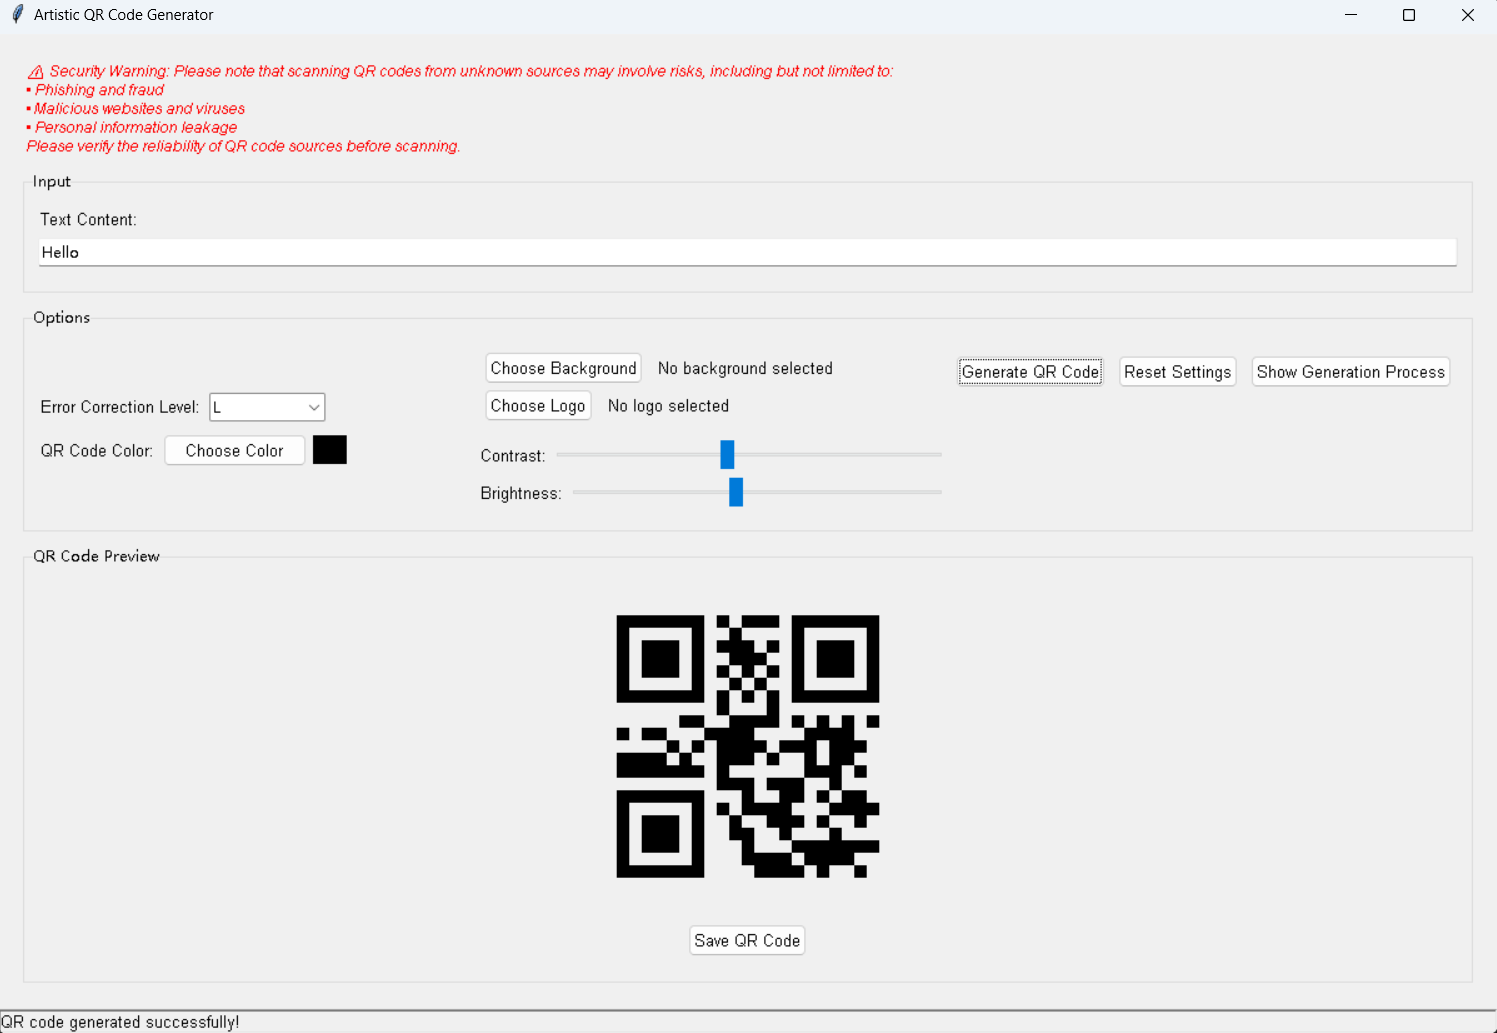 Artistic QR Code Generator
⚠ Security Warning: Please note that scanning QR codes from unknown sources may involve risks, including but not limited to:
• Phishing and fraud
• Malicious websites and viruses
• Personal information leakage
Please verify the reliability of QR code sources before scanning.
Input
Text Content:
Hello
Options
Error Correction Level: L
QR Code Color: Choose Color
Choose Background No background selected
Choose Logo No logo selected
Contrast:
Brightness:
Generate QR Code Reset Settings Show Generation Process
QR Code Preview
Save QR Code
QR code generated successfully!